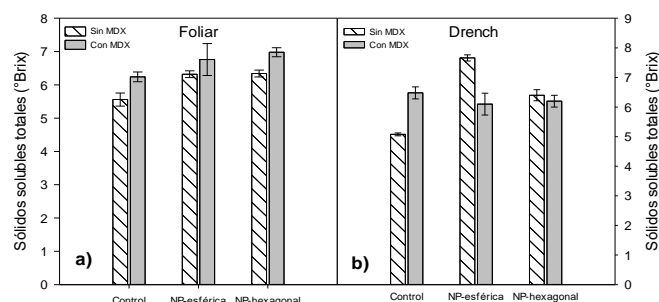 Sólidos solubles totales (°Brix)
8
7
6
5
4
3
2
1
0
Sin MDX
Con MDX
Foliar
a)
Control
NP-esférica
NP-hexagonal
Sin MDX
Con MDX
Drench
b)
Control
NP-esférica
NP-hexagonal
9
8
7
6
5
4
3
2
1
0
Sólidos solubles totales (°Brix)